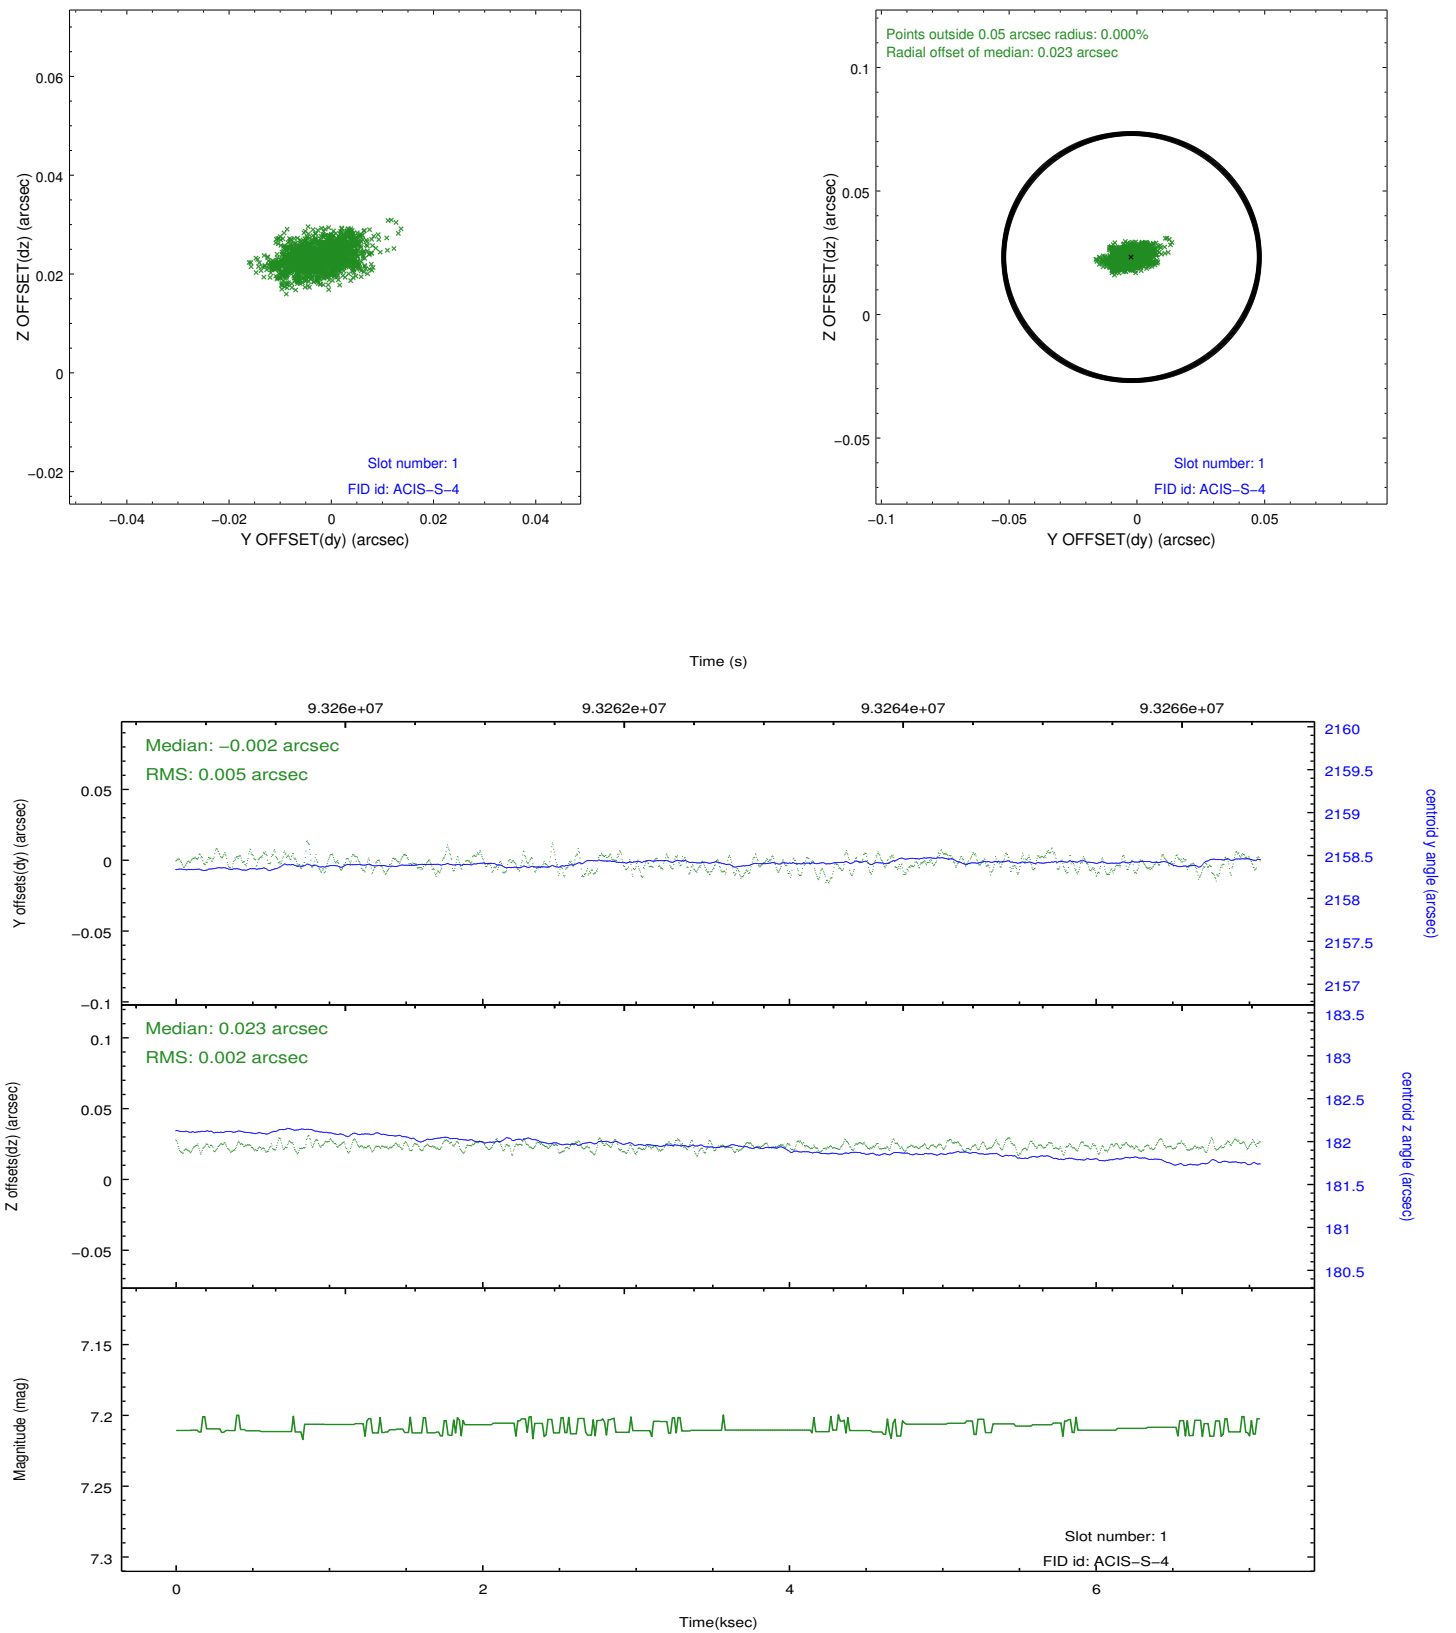 0.06
0.04
0.02
0
−0.02
Z OFFSET(dz) (arcsec)
Slot number: 1
FID id: ACIS−S−4
−0.04
−0.02
0
0.02
0.04
Y OFFSET(dy) (arcsec)
Points outside 0.05 arcsec radius: 0.000%
Radial offset of median: 0.023 arcsec
0.1
0.05
0
−0.05
Z OFFSET(dz) (arcsec)
Slot number: 1
FID id: ACIS−S−4
−0.1
−0.05
0
0.05
Y OFFSET(dy) (arcsec)
Time (s)
9.326e+07
9.3262e+07
9.3264e+07
9.3266e+07
Median: −0.002 arcsec
RMS: 0.005 arcsec
0.05
0
−0.05
−0.1
Y offsets(dy) (arcsec)
2160
2159.5
2159
2158.5
2158
2157.5
2157
centroid y angle (arcsec)
Median: 0.023 arcsec
RMS: 0.002 arcsec
0.1
0.05
0
−0.05
Z offsets(dz) (arcsec)
183.5
183
182.5
182
181.5
181
180.5
centroid z angle (arcsec)
7.15
7.2
7.25
7.3
Magnitude (mag)
Slot number: 1
FID id: ACIS−S−4
0
2
4
6
Time(ksec)